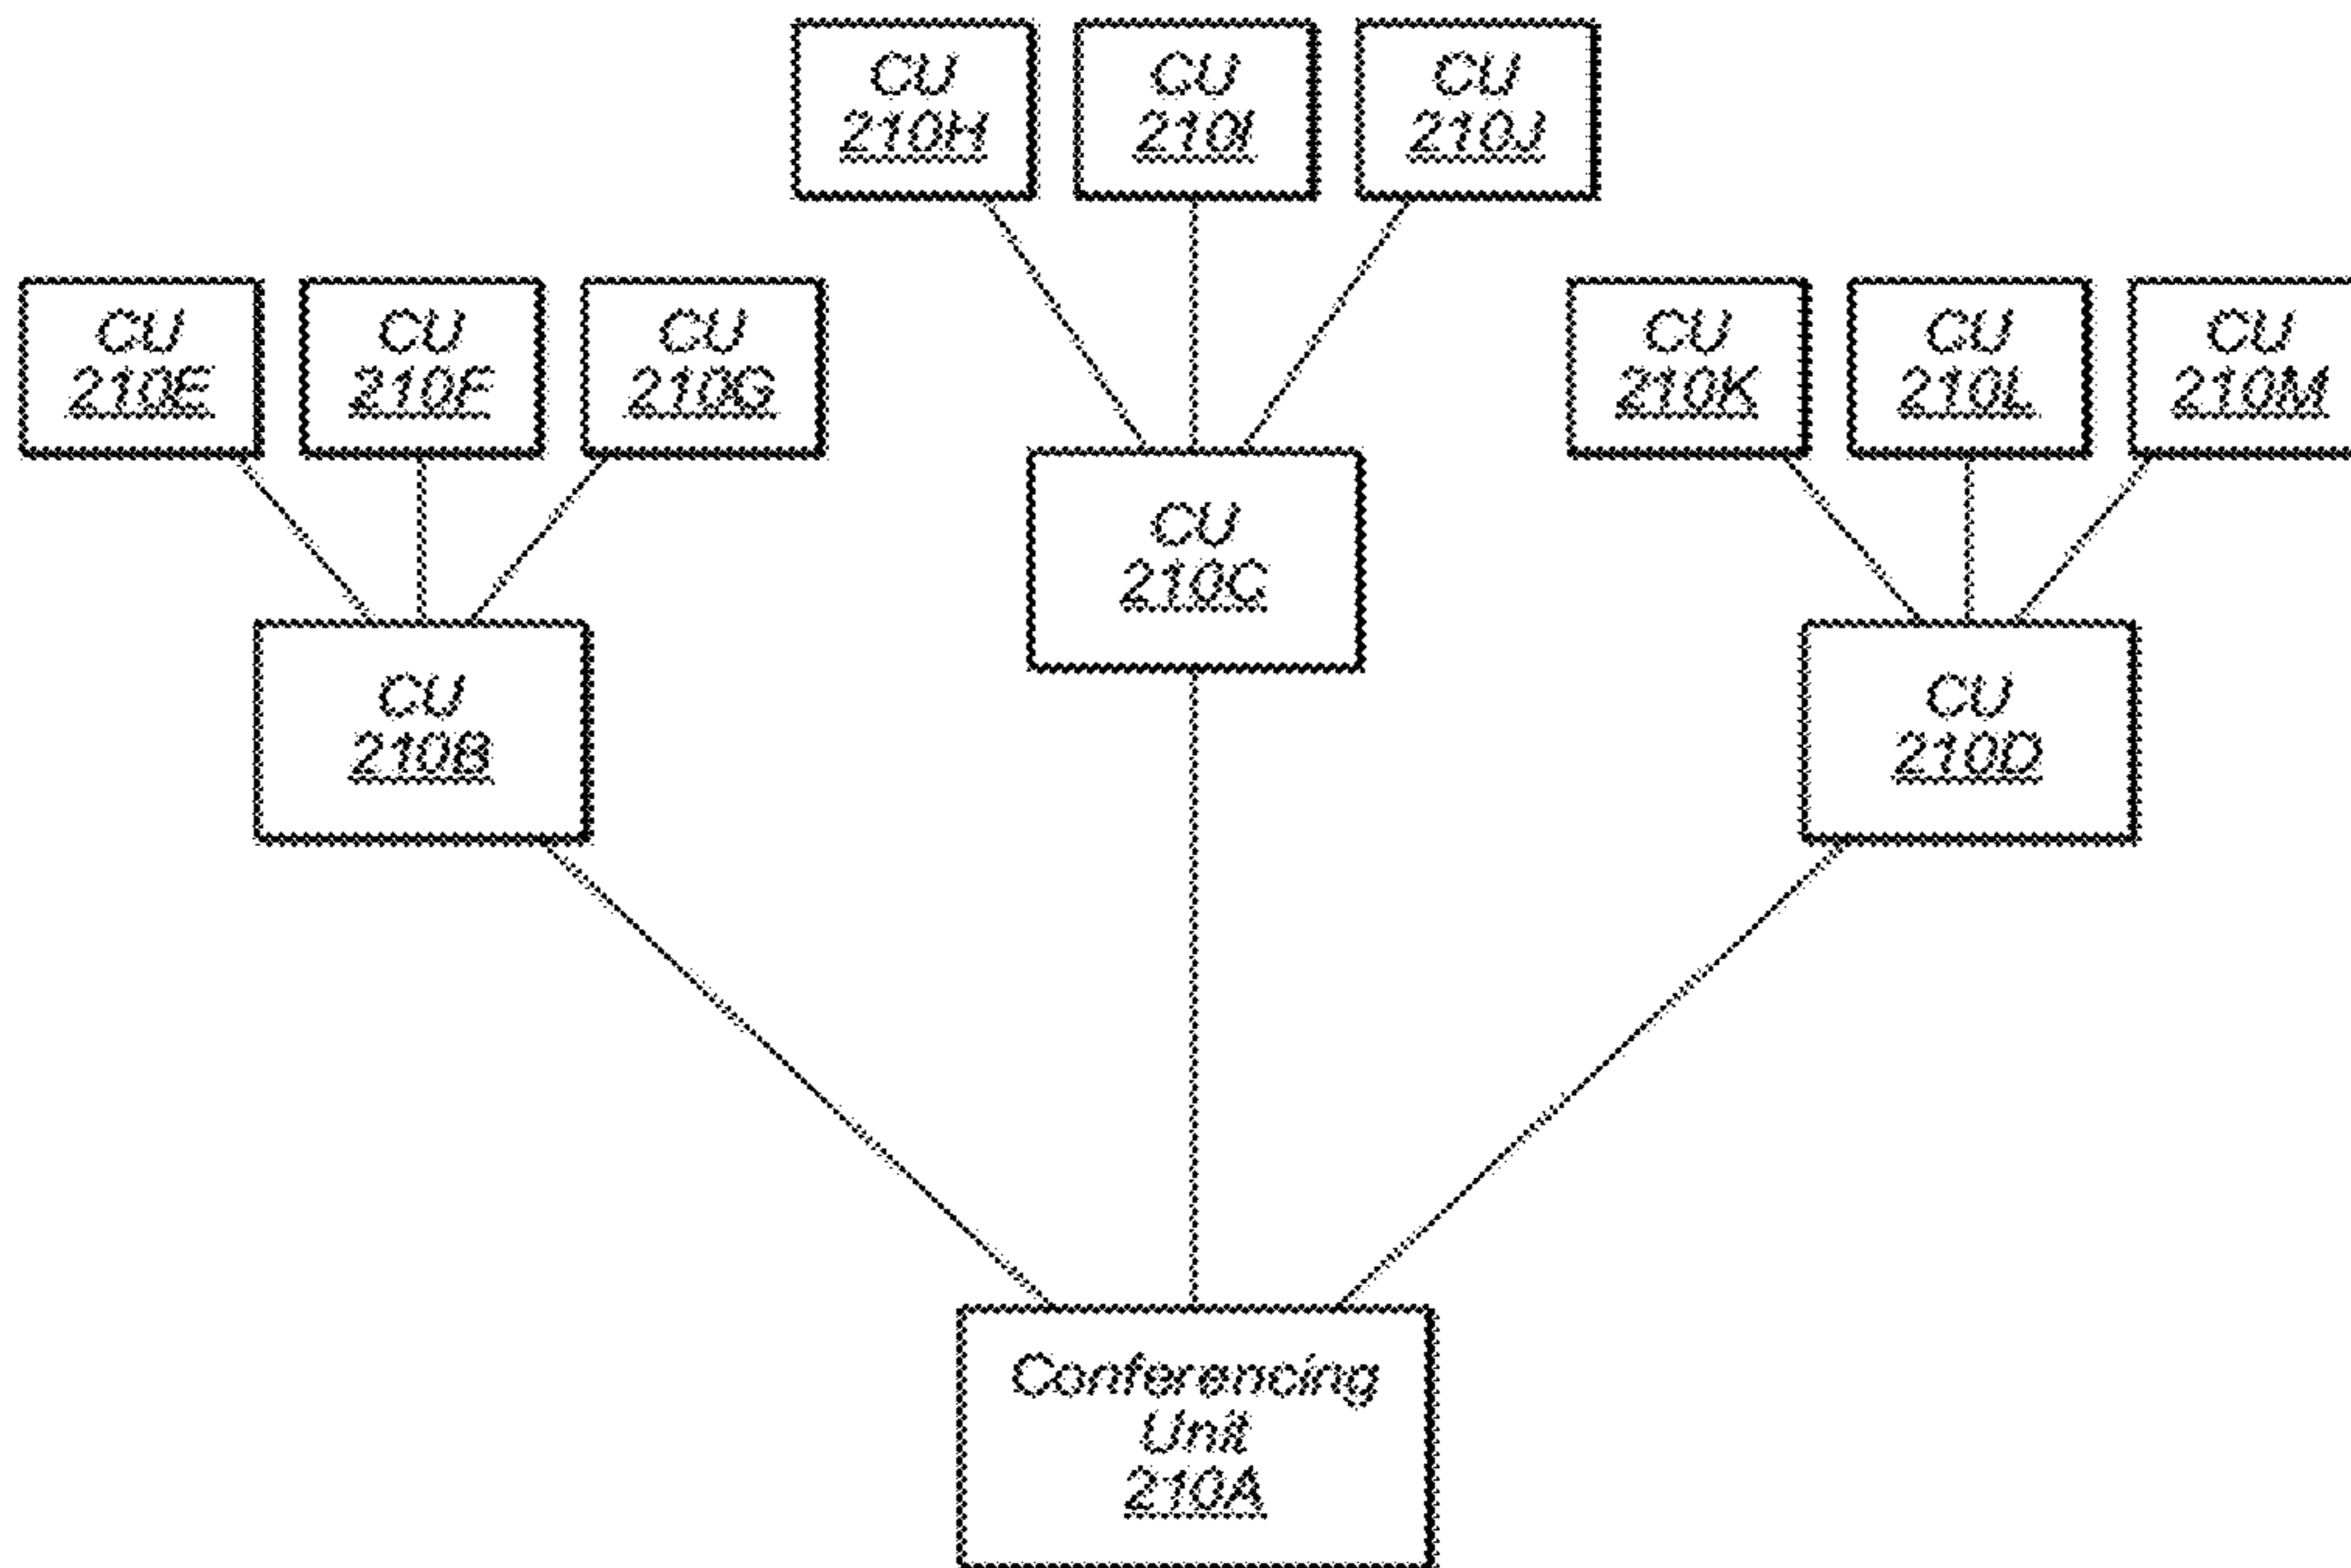 CU
210H
CU
210I
CU
210J
CU
210E
CU
210F
CU
210G
CU
210K
CU
210L
CU
210M
CU
210C
CU
210B
CU
210D
Conferencing
Unit
210A